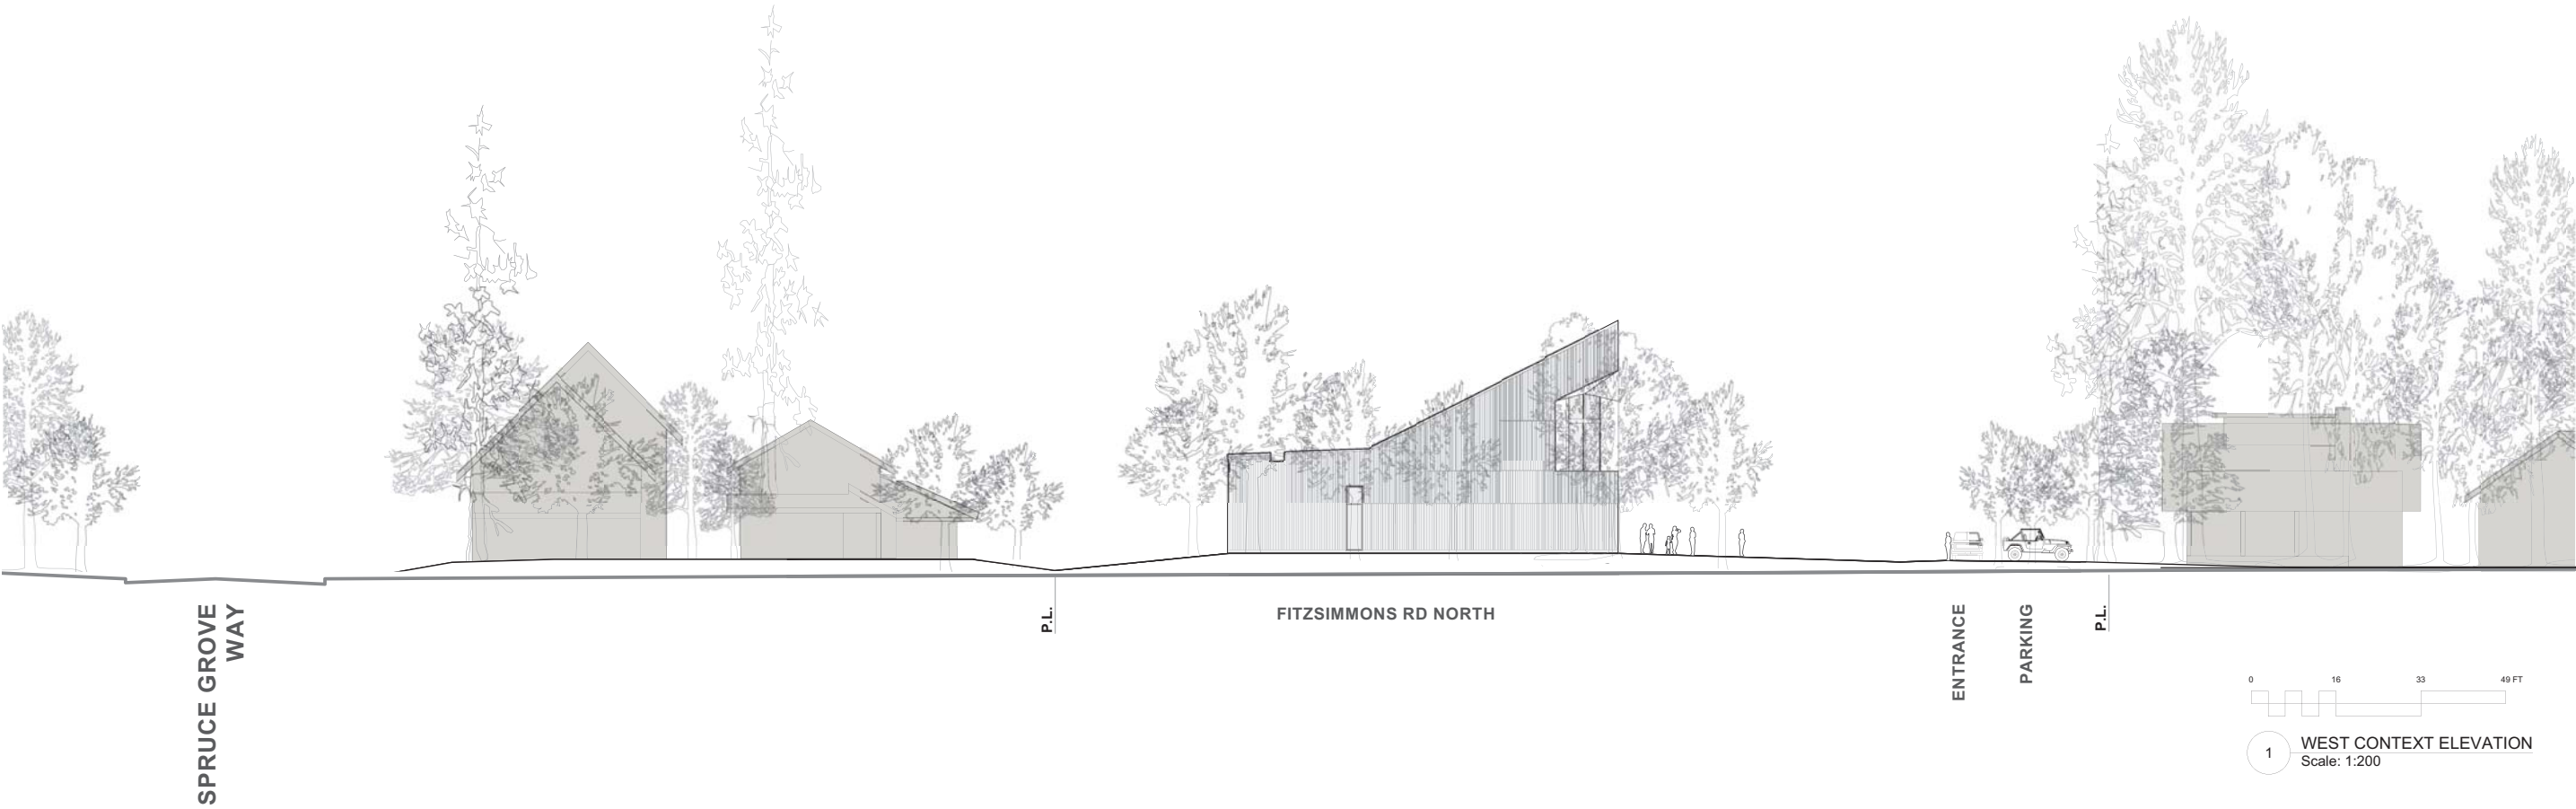 SPRUCE GROVE
WAY
P.L.
FITZSIMMONS RD NORTH
ENTRANCE
PARKING
P.L.
0 16 33 49 FT
1
WEST CONTEXT ELEVATION
Scale: 1:200